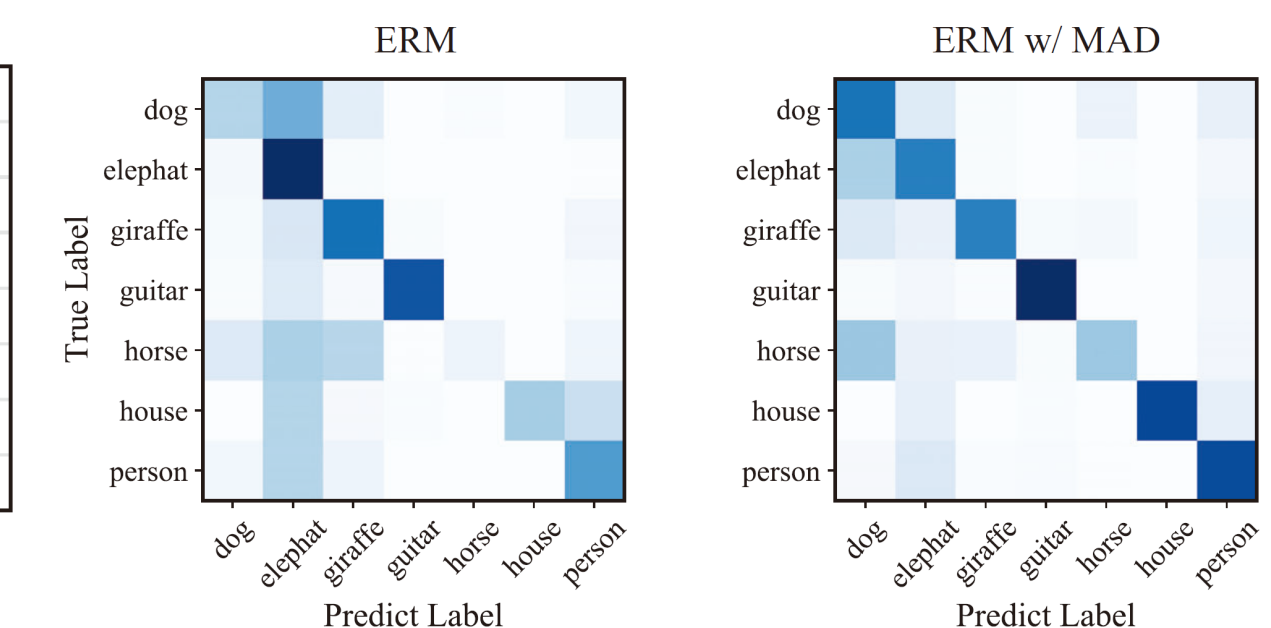 ERM
True Label
dog
elephat
giraffe
guitar
horse
house
person
dog
elephat
giraffe
guitar
horse
house
person
Predict Label
ERM w/ MAD
dog
elephat
giraffe
guitar
horse
house
person
dog
elephat
giraffe
guitar
horse
house
person
Predict Label